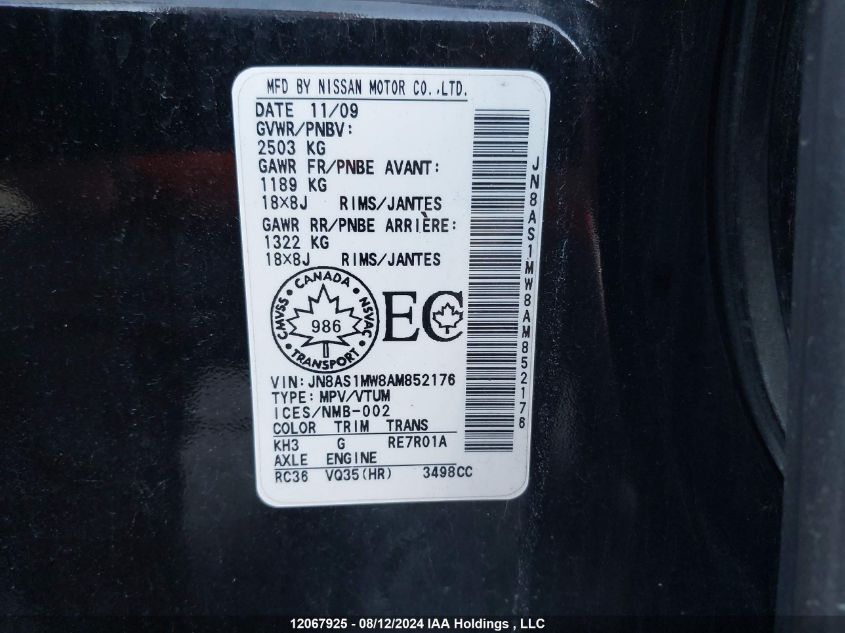 MFD BY NISSAN MOTOR CO.,LTD.
DATE 11/09
GVWR/PNBV:
2503 KG
GAWR FR/PNBE AVANT:
1189 KG
18×8J RIMS/JANTES
GAWR RR/PNBE ARRIÈRE:
1322 KG
18×8J RIMS/JANTES
CANADA
CMVSS
NSVAC
986
TRANSPORT
EC
VIN:JN8AS1MW8AM852176
TYPE:MPV/VTUM
ICES/NMB-002
COLOR TRIM TRANS
KH3 G RE7R01A
AXLE ENGINE
RC36 VQ35(HR) 3498CC
JN8AS1MW8AM852176
12067925 - 08/12/2024 IAA Holdings , LLC